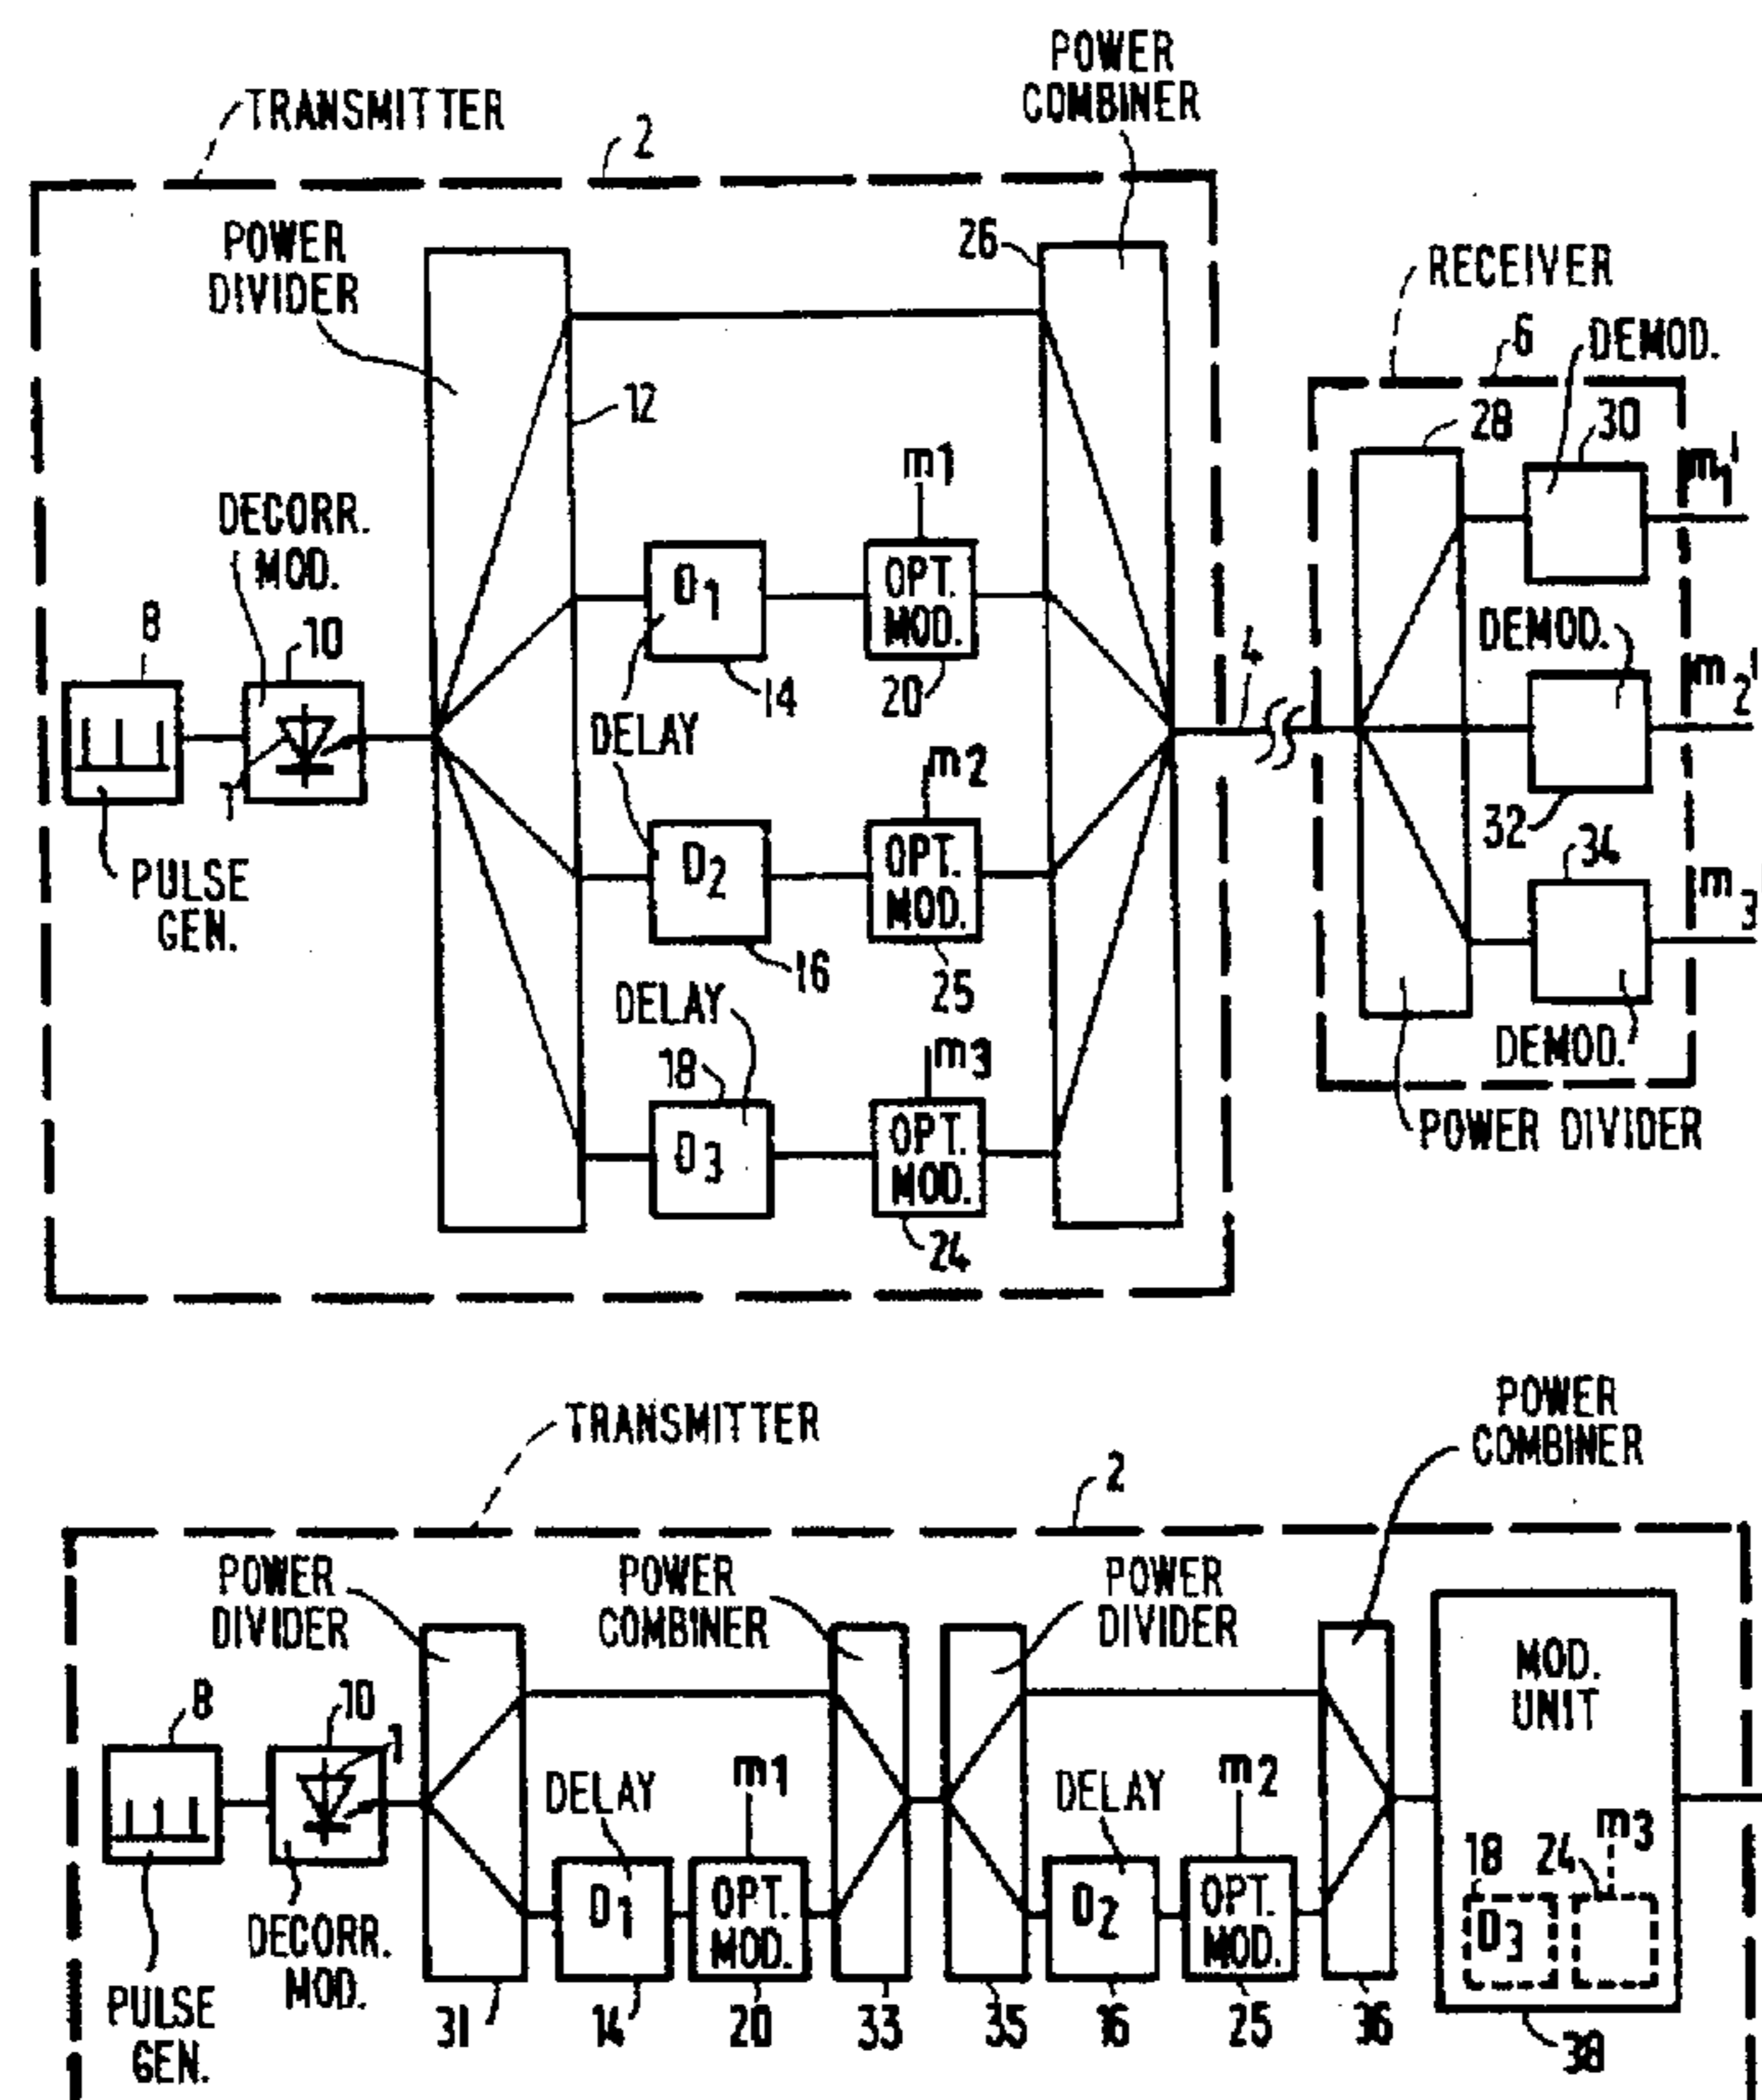 POWER
COMBINER
TRANSMITTER
2
POWER
DIVIDER
26
RECEIVER
6
DEMOD.
12
28
30
m1
m1'
DECORR.
MOD.
D1
OPT.
MOD.
DEMOD.
8
10
14
20
4
m2'
DELAY
1
m2
32
34
PULSE
GEN.
D2
OPT.
MOD.
m3'
16
25
DELAY
18
m3
DEMOD.
D3
OPT.
MOD.
POWER DIVIDER
24
TRANSMITTER
POWER
COMBINER
2
POWER
DIVIDER
POWER
COMBINER
POWER
DIVIDER
MOD.
UNIT
8
10
1
DELAY
m1
DELAY
m2
m3
18
24
D1
OPT.
MOD.
D2
OPT.
MOD.
D3
DECORR.
MOD.
PULSE
GEN.
31
14
20
33
35
16
25
36
38